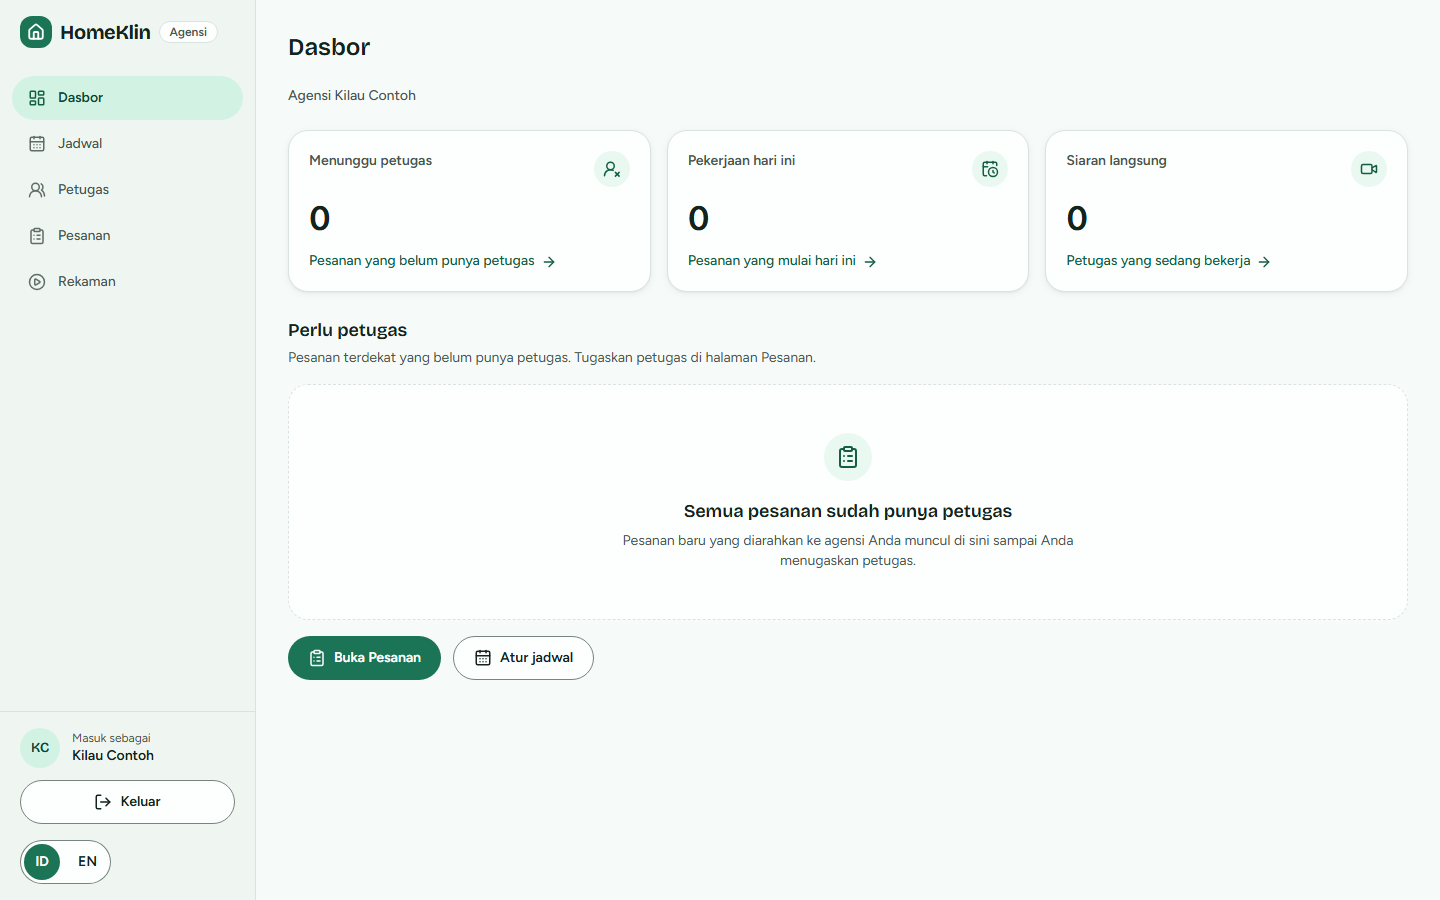 HomeKlin
Agensi
Dasbor
Jadwal
Petugas
Pesanan
Rekaman
KC
Masuk sebagai
Kilau Contoh
Keluar
ID
EN
Dasbor
Agensi Kilau Contoh
Menunggu petugas
0
Pesanan yang belum punya petugas
Pekerjaan hari ini
0
Pesanan yang mulai hari ini
Siaran langsung
0
Petugas yang sedang bekerja
Perlu petugas
Pesanan terdekat yang belum punya petugas. Tugaskan petugas di halaman Pesanan.
Semua pesanan sudah punya petugas
Pesanan baru yang diarahkan ke agensi Anda muncul di sini sampai Anda
menugaskan petugas.
Buka Pesanan
Atur jadwal